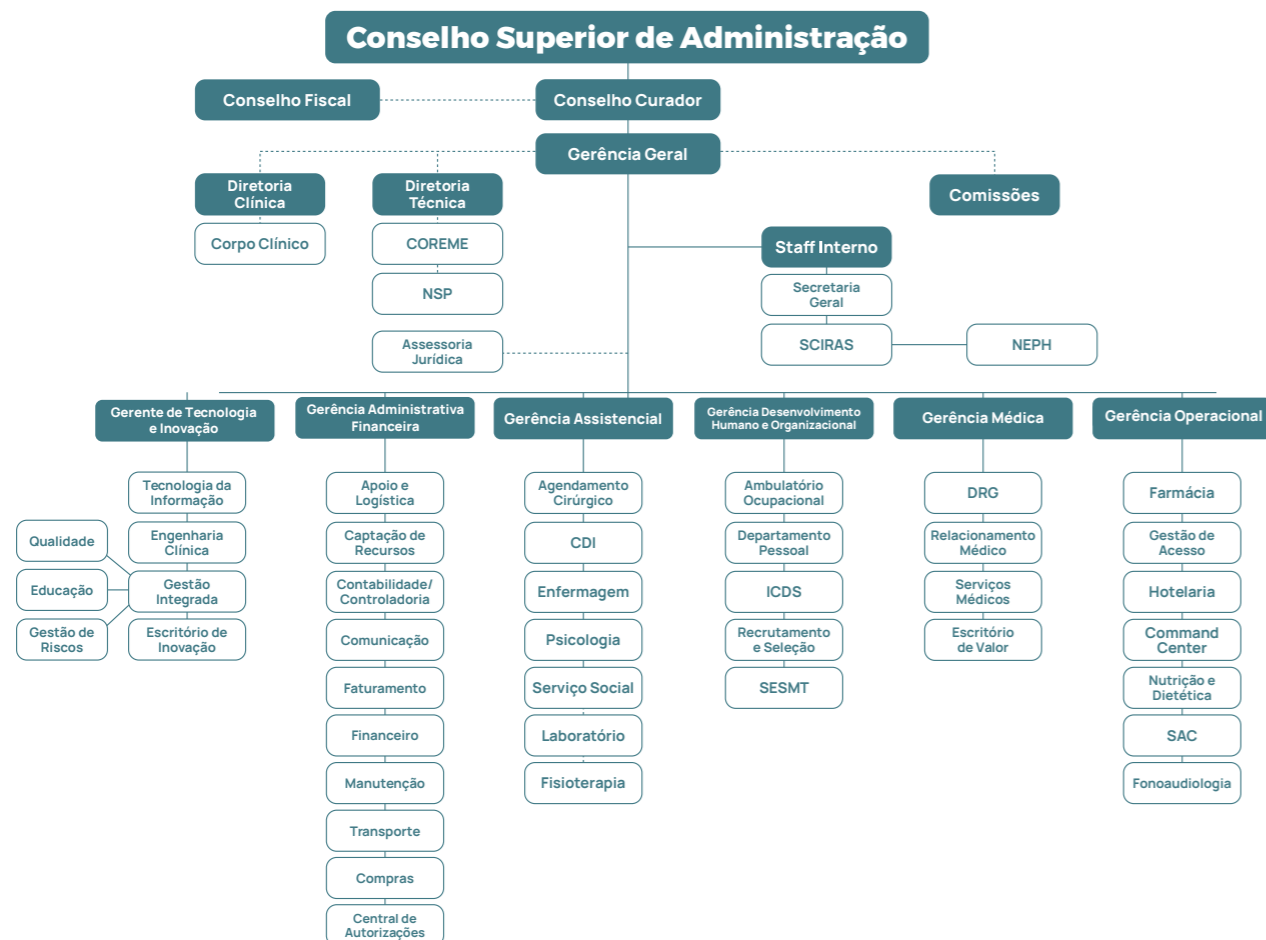 Conselho Superior de Administração
Conselho Fiscal
Conselho Curador
Gerência Geral
Diretoria
Clínica
Diretoria
Técnica
Comissões
Corpo Clínico
COREME
Staff Interno
NSP
Secretaria
Geral
Assessoria
Jurídica
SCIRAS
NEPH
Gerente de Tecnologia
e Inovação
Gerência Administrativa
Financeira
Gerência Assistencial
Gerência Desenvolvimento
Humano e Organizacional
Gerência Médica
Gerência Operacional
Tecnologia da
Informação
Engenharia
Clínica
Gestão
Integrada
Escritório de
Inovação
Qualidade
Educação
Gestão de
Riscos
Apoio e
Logística
Captação de
Recursos
Contabilidade/
Controladoria
Comunicação
Faturamento
Financeiro
Manutenção
Transporte
Compras
Central de
Autorizações
Agendamento
Cirúrgico
CDI
Enfermagem
Psicologia
Serviço Social
Laboratório
Fisioterapia
Ambulatório
Ocupacional
Departamento
Pessoal
ICDS
Recrutamento
e Seleção
SESMT
DRG
Relacionamento
Médico
Serviços
Médicos
Escritório
de Valor
Farmácia
Gestão de
Acesso
Hotelaria
Command
Center
Nutrição e
Dietética
SAC
Fonoaudiologia